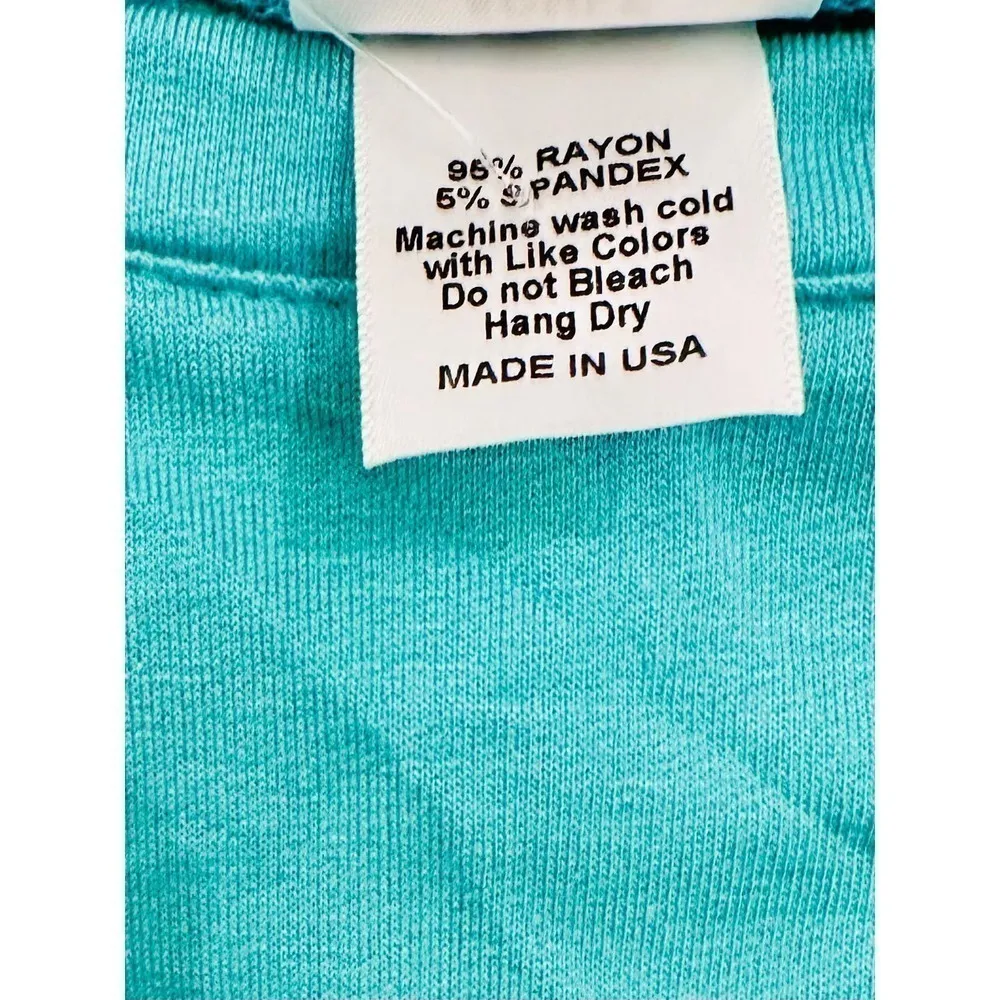 95% RAYON
5% SPANDEX
Machine wash cold
with Like Colors
Do not Bleach
Hang Dry
MADE IN USA